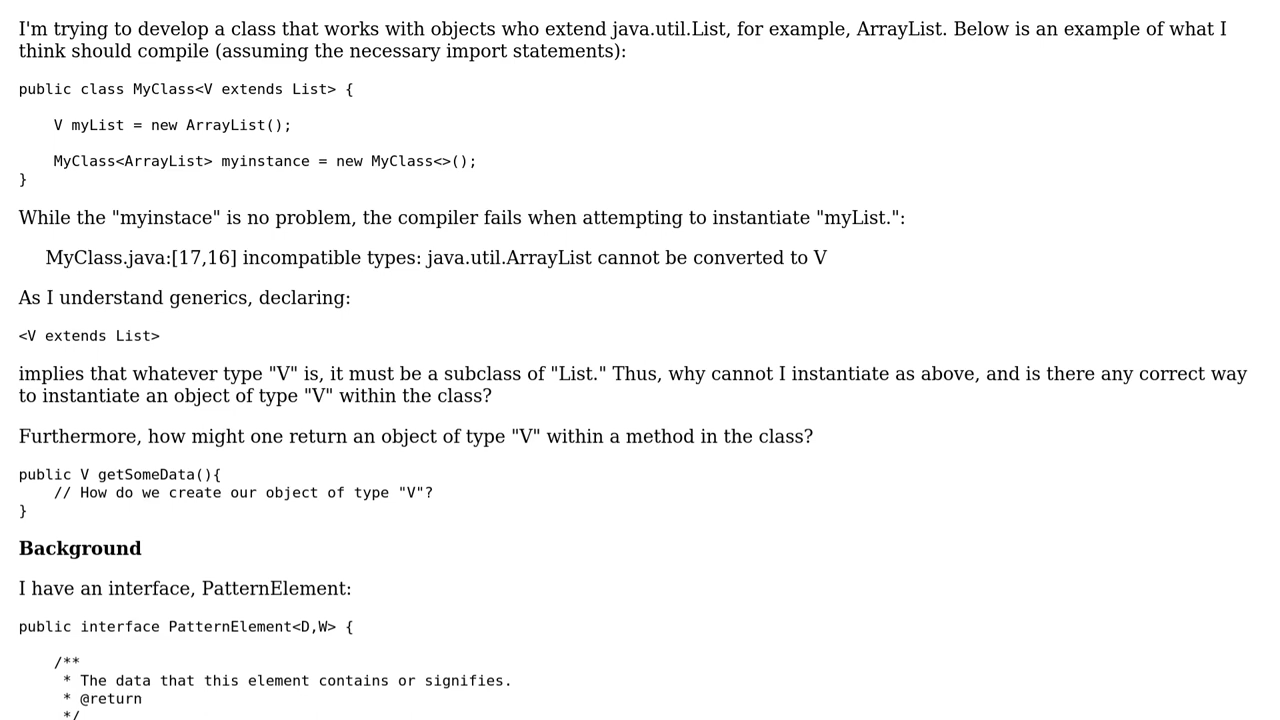 I'm trying to develop a class that works with objects who extend java.util.List, for example, ArrayList. Below is an example of what I
think should compile (assuming the necessary import statements):
public class MyClass<V extends List> {
    V myList = new ArrayList();
    MyClass<ArrayList> myinstance = new MyClass<>();
}
While the "myinstace" is no problem, the compiler fails when attempting to instantiate "myList.":
MyClass.java:[17,16] incompatible types: java.util.ArrayList cannot be converted to V
As I understand generics, declaring:
<V extends List>
implies that whatever type "V" is, it must be a subclass of "List." Thus, why cannot I instantiate as above, and is there any correct way
to instantiate an object of type "V" within the class?
Furthermore, how might one return an object of type "V" within a method in the class?
public V getSomeData(){
    // How do we create our object of type "V"?
}
Background
I have an interface, PatternElement:
public interface PatternElement<D,W> {
    /**
     * The data that this element contains or signifies.
     * @return
     */